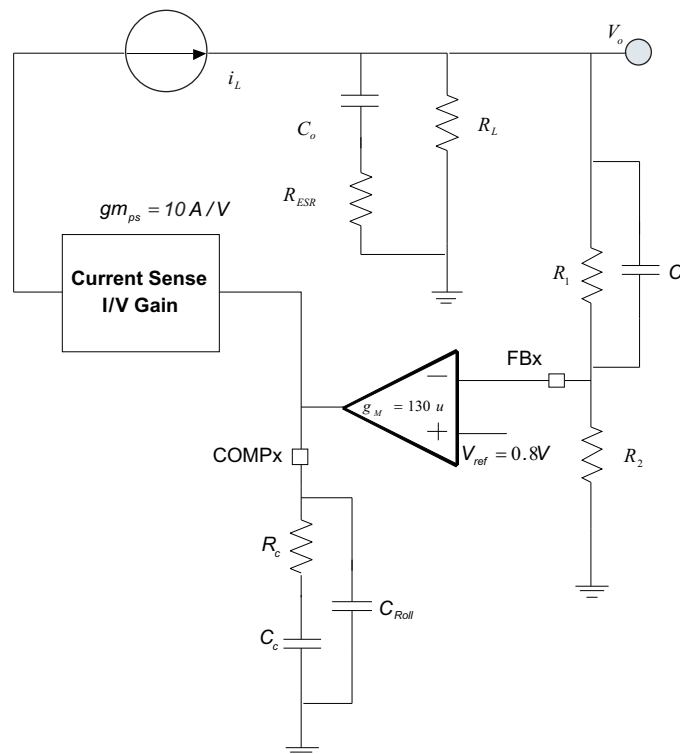 V_o
i_L
C_o
R_L
R_ESR
gm_ps = 10 A / V
Current Sense
I/V Gain
R_1
C
FBx
g_M = 130 u
V_ref = 0.8V
R_2
COMPx
R_c
C_Roll
C_c